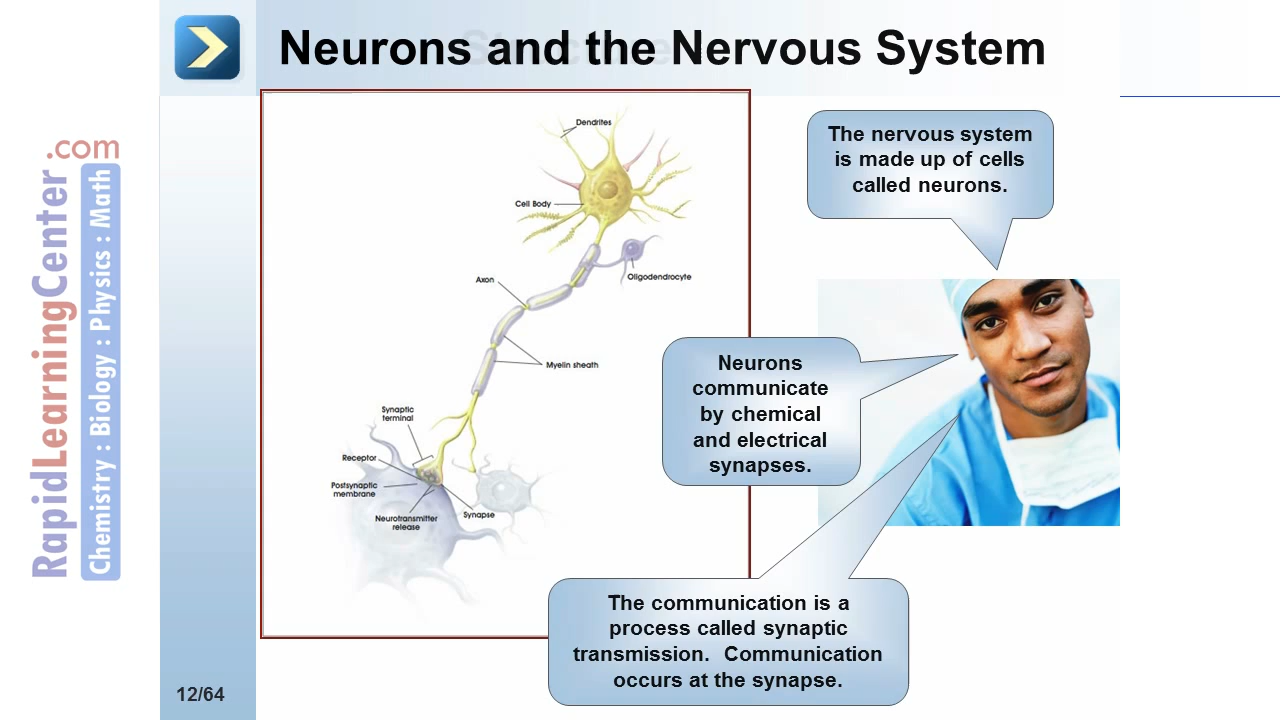 Neurons and the Nervous System
RapidLearningCenter.com
Chemistry : Biology : Physics : Math
Dendrites
Cell Body
Oligodendrocyte
Axon
Myelin sheath
Synaptic
terminal
Receptor
Postsynaptic
membrane
Neurotransmitter
release
Synapse
The nervous system
is made up of cells
called neurons.
Neurons
communicate
by chemical
and electrical
synapses.
The communication is a
process called synaptic
transmission. Communication
occurs at the synapse.
12/64